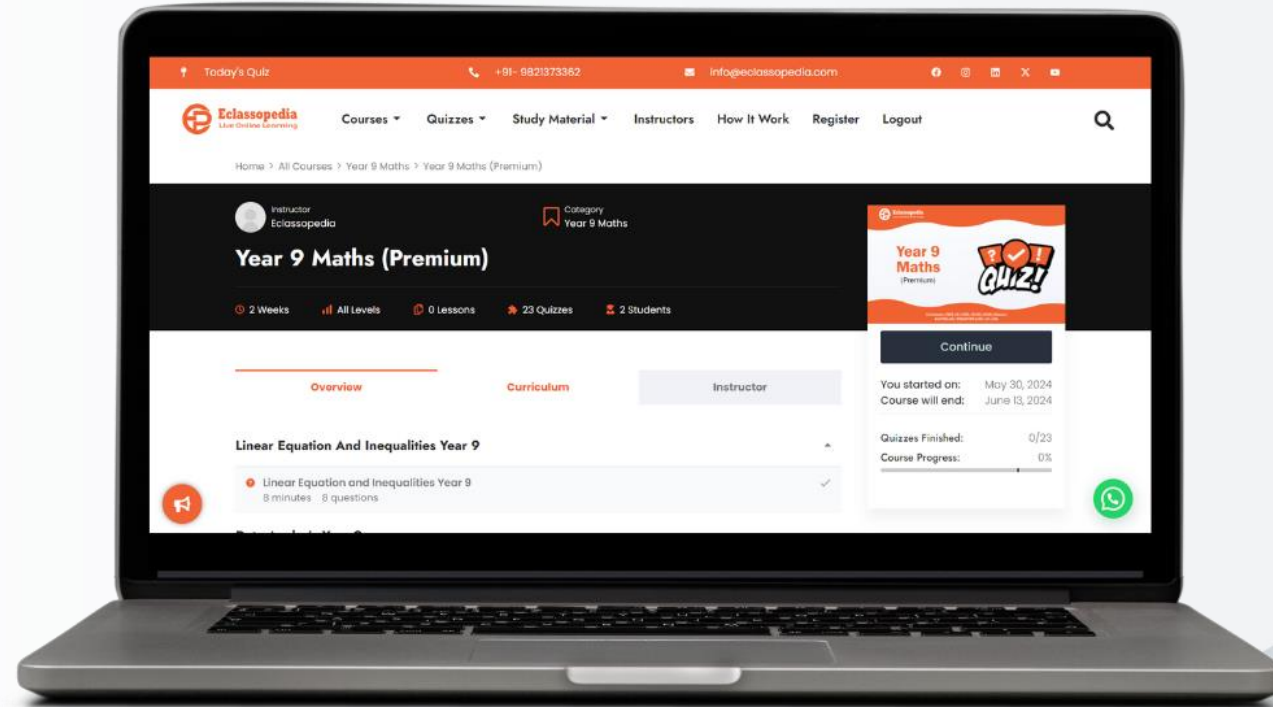 Today's Quiz
+91- 9821373362
info@eclassopedia.com
Eclassopedia
Live Online Learning
Courses
Quizzes
Study Material
Instructors
How It Work
Register
Logout
Home > All Courses > Year 9 Maths > Year 9 Maths (Premium)
Instructor
Eclassopedia
Category
Year 9 Maths
Year 9 Maths (Premium)
2 Weeks
All Levels
0 Lessons
23 Quizzes
2 Students
Eclassopedia
Year 9
Maths
(Premium)
? !
QUIZ!
Continue
You started on: May 30, 2024
Course will end: June 13, 2024
Quizzes Finished: 0/23
Course Progress: 0%
Overview
Curriculum
Instructor
Linear Equation And Inequalities Year 9
Linear Equation and Inequalities Year 9
8 minutes 8 questions